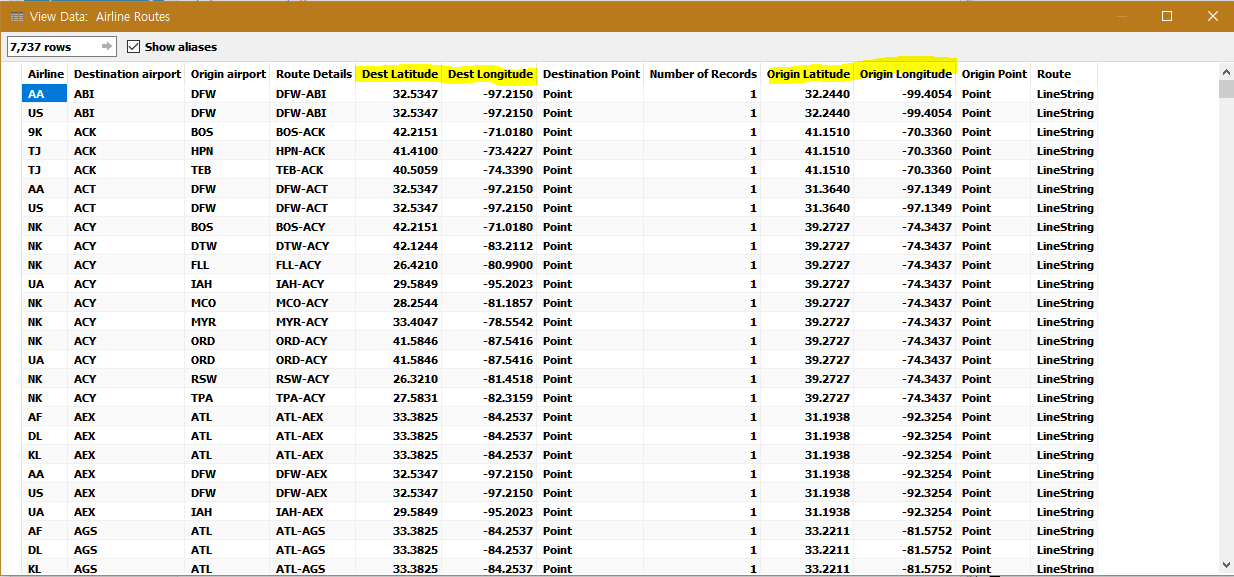 View Data: Airline Routes
7,737 rows Show aliases
Airline Destination airport Origin airport Route Details Dest Latitude Dest Longitude Destination Point Number of Records Origin Latitude Origin Longitude Origin Point Route
AA ABI DFW DFW-ABI 32.5347 -97.2150 Point 1 32.2440 -99.4054 Point LineString
US ABI DFW DFW-ABI 32.5347 -97.2150 Point 1 32.2440 -99.4054 Point LineString
9K ACK BOS BOS-ACK 42.2151 -71.0180 Point 1 41.1510 -70.3360 Point LineString
TJ ACK HPN HPN-ACK 41.4100 -73.4227 Point 1 41.1510 -70.3360 Point LineString
TJ ACK TEB TEB-ACK 40.5059 -74.3390 Point 1 41.1510 -70.3360 Point LineString
AA ACT DFW DFW-ACT 32.5347 -97.2150 Point 1 31.3640 -97.1349 Point LineString
US ACT DFW DFW-ACT 32.5347 -97.2150 Point 1 31.3640 -97.1349 Point LineString
NK ACY BOS BOS-ACY 42.2151 -71.0180 Point 1 39.2727 -74.3437 Point LineString
NK ACY DTW DTW-ACY 42.1244 -83.2112 Point 1 39.2727 -74.3437 Point LineString
NK ACY FLL FLL-ACY 26.4210 -80.9900 Point 1 39.2727 -74.3437 Point LineString
UA ACY IAH IAH-ACY 29.5849 -95.2023 Point 1 39.2727 -74.3437 Point LineString
NK ACY MCO MCO-ACY 28.2544 -81.1857 Point 1 39.2727 -74.3437 Point LineString
NK ACY MYR MYR-ACY 33.4047 -78.5542 Point 1 39.2727 -74.3437 Point LineString
NK ACY ORD ORD-ACY 41.5846 -87.5416 Point 1 39.2727 -74.3437 Point LineString
UA ACY ORD ORD-ACY 41.5846 -87.5416 Point 1 39.2727 -74.3437 Point LineString
NK ACY RSW RSW-ACY 26.3210 -81.4518 Point 1 39.2727 -74.3437 Point LineString
NK ACY TPA TPA-ACY 27.5831 -82.3159 Point 1 39.2727 -74.3437 Point LineString
AF AEX ATL ATL-AEX 33.3825 -84.2537 Point 1 31.1938 -92.3254 Point LineString
DL AEX ATL ATL-AEX 33.3825 -84.2537 Point 1 31.1938 -92.3254 Point LineString
KL AEX ATL ATL-AEX 33.3825 -84.2537 Point 1 31.1938 -92.3254 Point LineString
AA AEX DFW DFW-AEX 32.5347 -97.2150 Point 1 31.1938 -92.3254 Point LineString
US AEX DFW DFW-AEX 32.5347 -97.2150 Point 1 31.1938 -92.3254 Point LineString
UA AEX IAH IAH-AEX 29.5849 -95.2023 Point 1 31.1938 -92.3254 Point LineString
AF AGS ATL ATL-AGS 33.3825 -84.2537 Point 1 33.2211 -81.5752 Point LineString
DL AGS ATL ATL-AGS 33.3825 -84.2537 Point 1 33.2211 -81.5752 Point LineString
KL AGS ATL ATL-AGS 33.3825 -84.2537 Point 1 33.2211 -81.5752 Point LineString